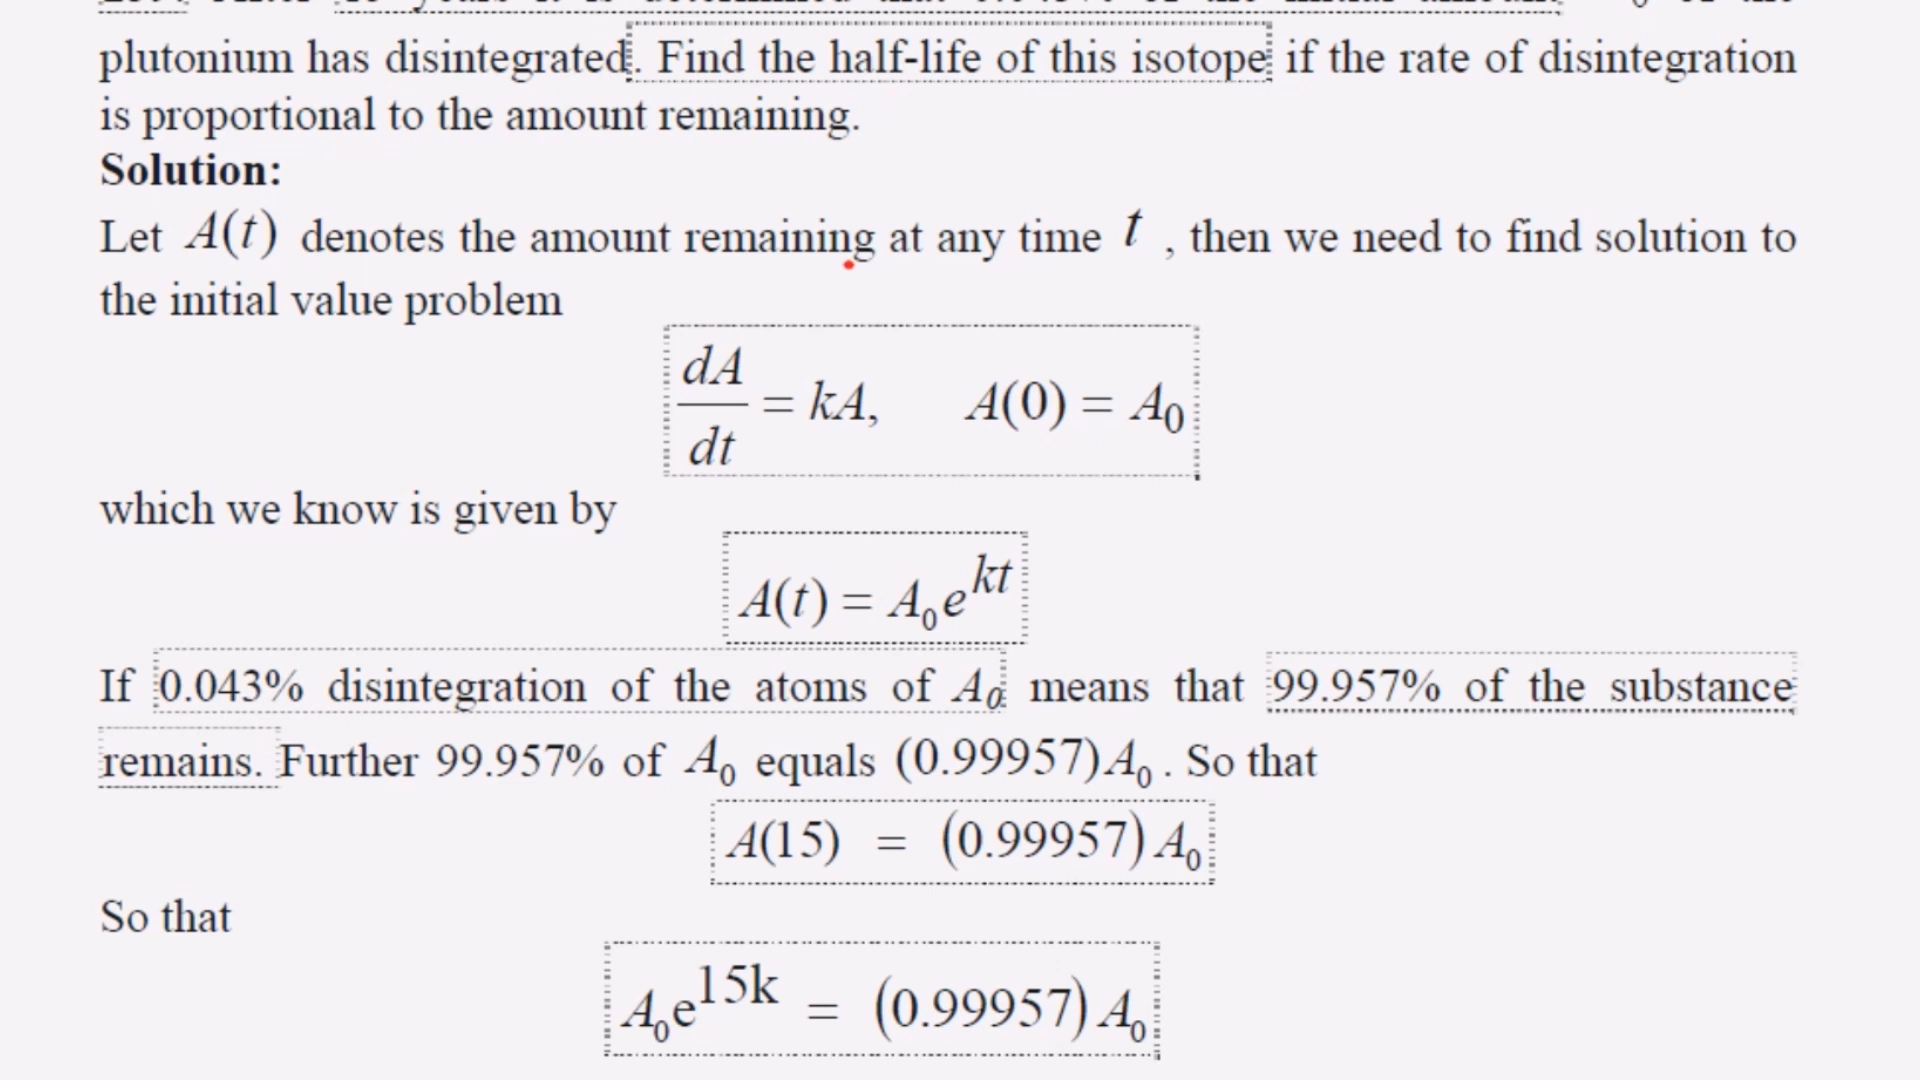 plutonium has disintegrated. Find the half-life of this isotope if the rate of disintegration
is proportional to the amount remaining.
Solution:
Let A(t) denotes the amount remaining at any time t , then we need to find solution to
the initial value problem
dA/dt = kA, A(0) = A₀
which we know is given by
A(t) = A₀e^kt
If 0.043% disintegration of the atoms of A₀ means that 99.957% of the substance
remains. Further 99.957% of A₀ equals (0.99957)A₀ . So that
A(15) = (0.99957) A₀
So that
A₀e^15k = (0.99957) A₀